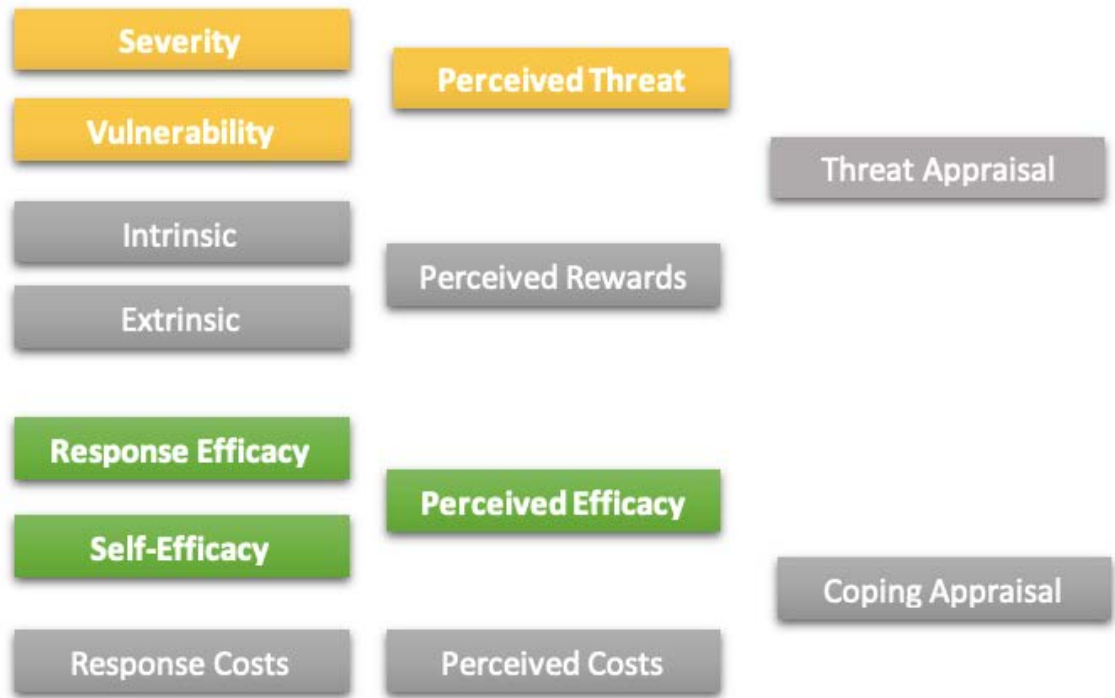 Severity
Perceived Threat
Vulnerability
Threat Appraisal
Intrinsic
Perceived Rewards
Extrinsic
Response Efficacy
Perceived Efficacy
Self-Efficacy
Coping Appraisal
Response Costs
Perceived Costs